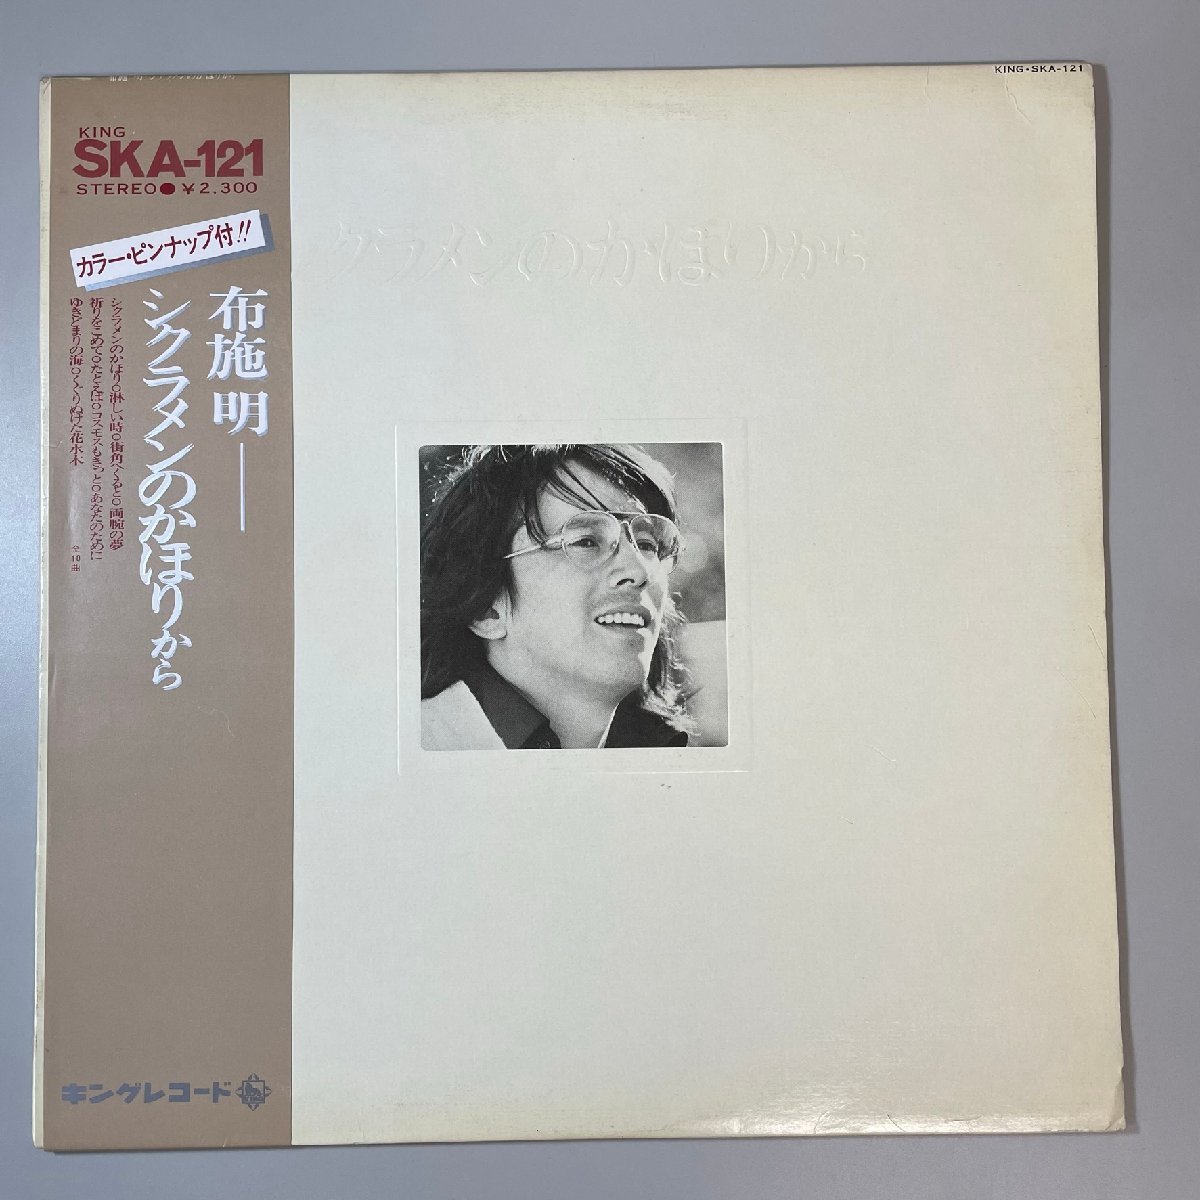 KING・SKA-121
KING
SKA-121
STEREO●¥2.300
カラー・ピンナップ付!!
布施 明
シクラメンのかほりから
シクラメンのかほり○淋しい時○街角へくると○両腕の夢
祈りをこめて○たとえば○コスモスもきっと○あなたのために
ゆきどまりの海○くぐりぬけた花水木
全10曲
クラメンのかほりから
キングレコード